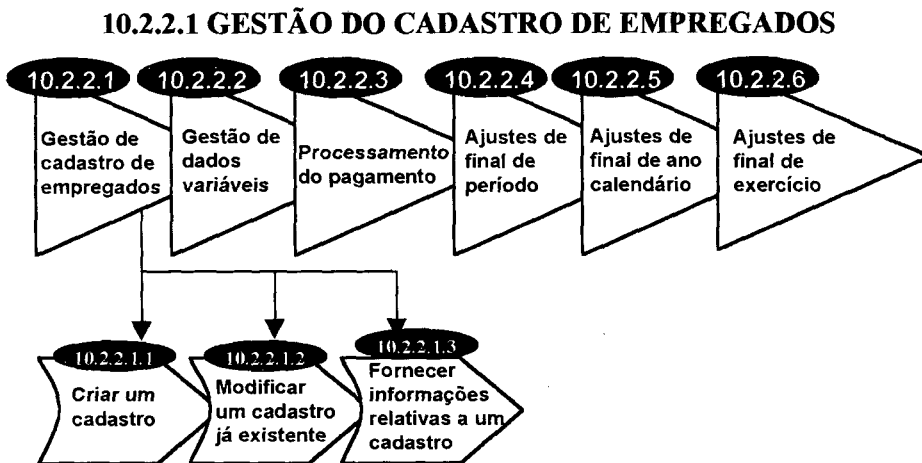 10.2.2.1 GESTÃO DO CADASTRO DE EMPREGADOS
10.2.2.1
Gestão de
cadastro de
empregados
10.2.2.2
Gestão de
dados
variáveis
10.2.2.3
Processamento
do pagamento
10.2.2.4
Ajustes de
final de
período
10.2.2.5
Ajustes de
final de ano
calendário
10.2.2.6
Ajustes de
final de
exercício
10.2.2.1.1
Criar um
cadastro
10.2.2.1.2
Modificar
um cadastro
já existente
10.2.2.1.3
Fornecer
informações
relativas a um
cadastro